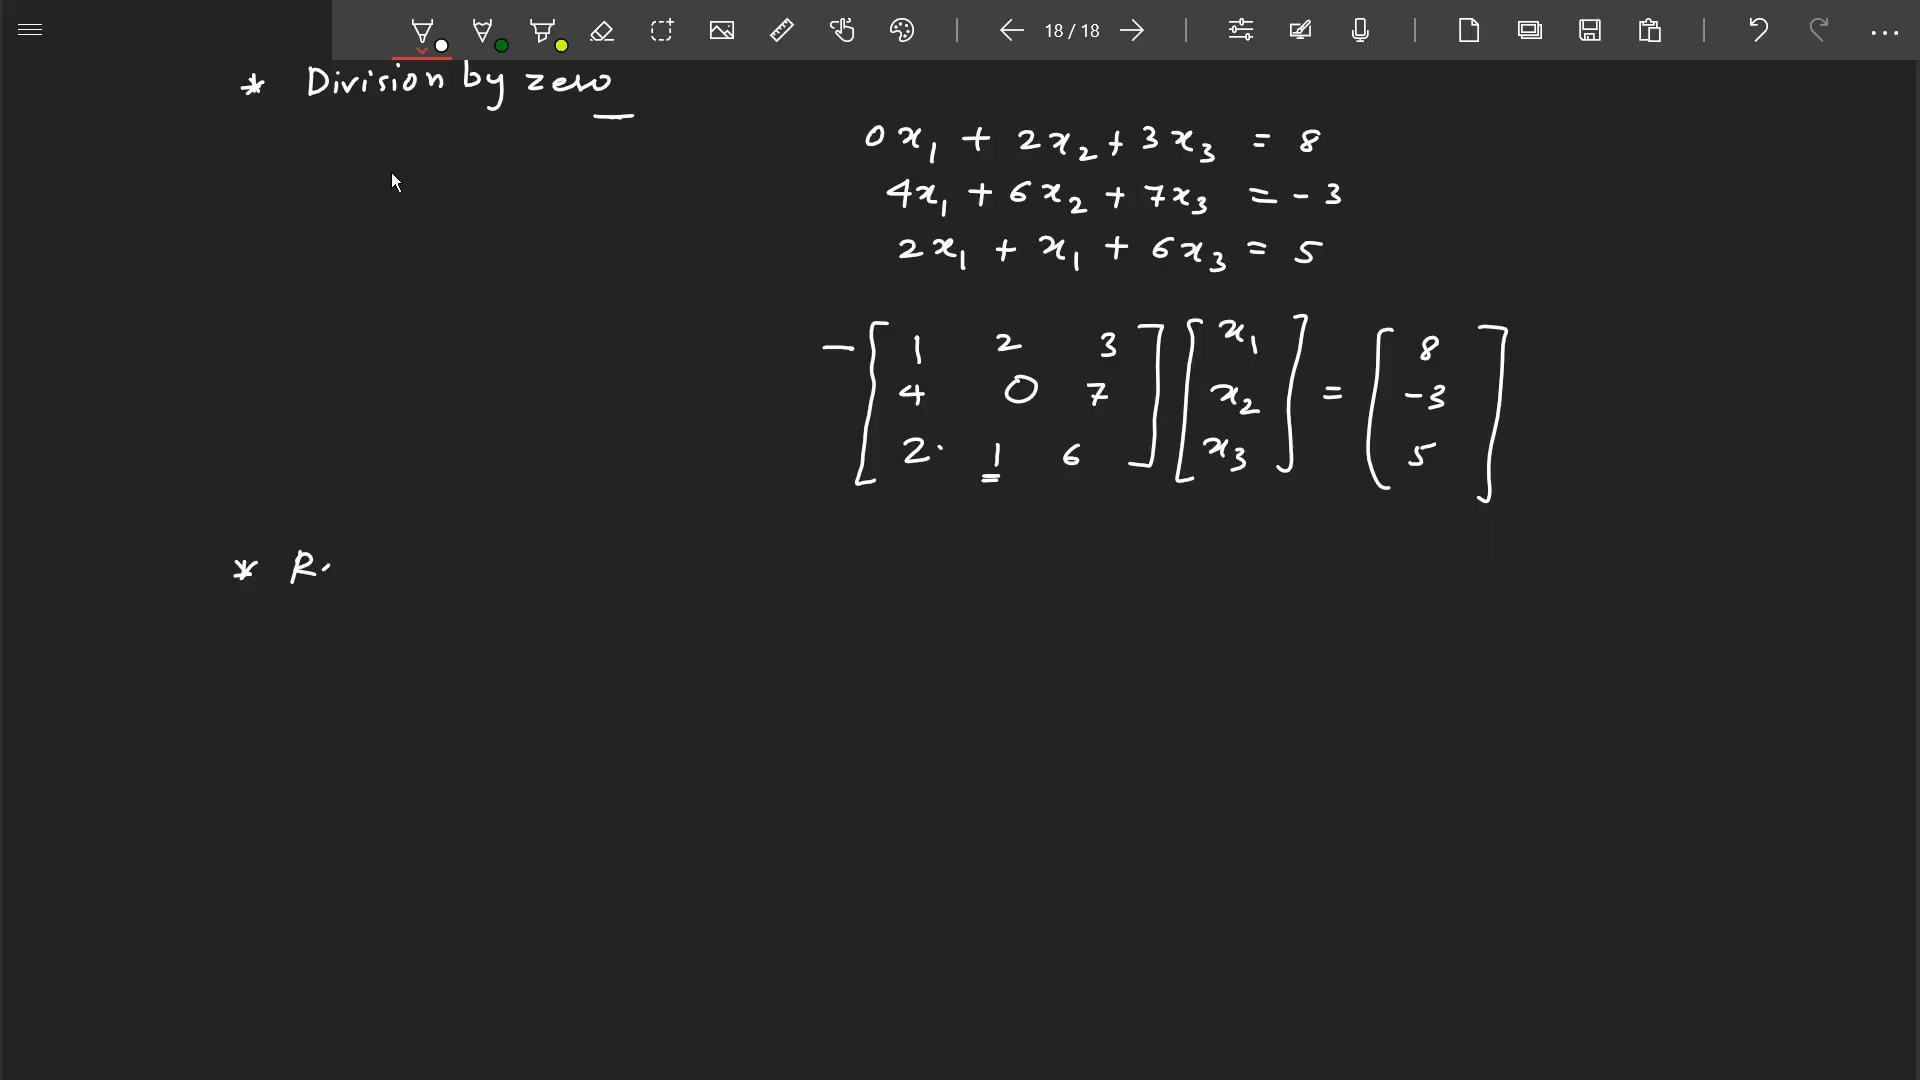 18 / 18
* Division by zero
0x₁ + 2x₂ + 3x₃ = 8
4x₁ + 6x₂ + 7x₃ = -3
2x₁ + x₁ + 6x₃ = 5
- [ 1 2 3 ] [ x₁ ] = [ 8 ]
[ 4 0 7 ] [ x₂ ] = [ -3 ]
[ 2. 1 6 ] [ x₃ ] [ 5 ]
* R.